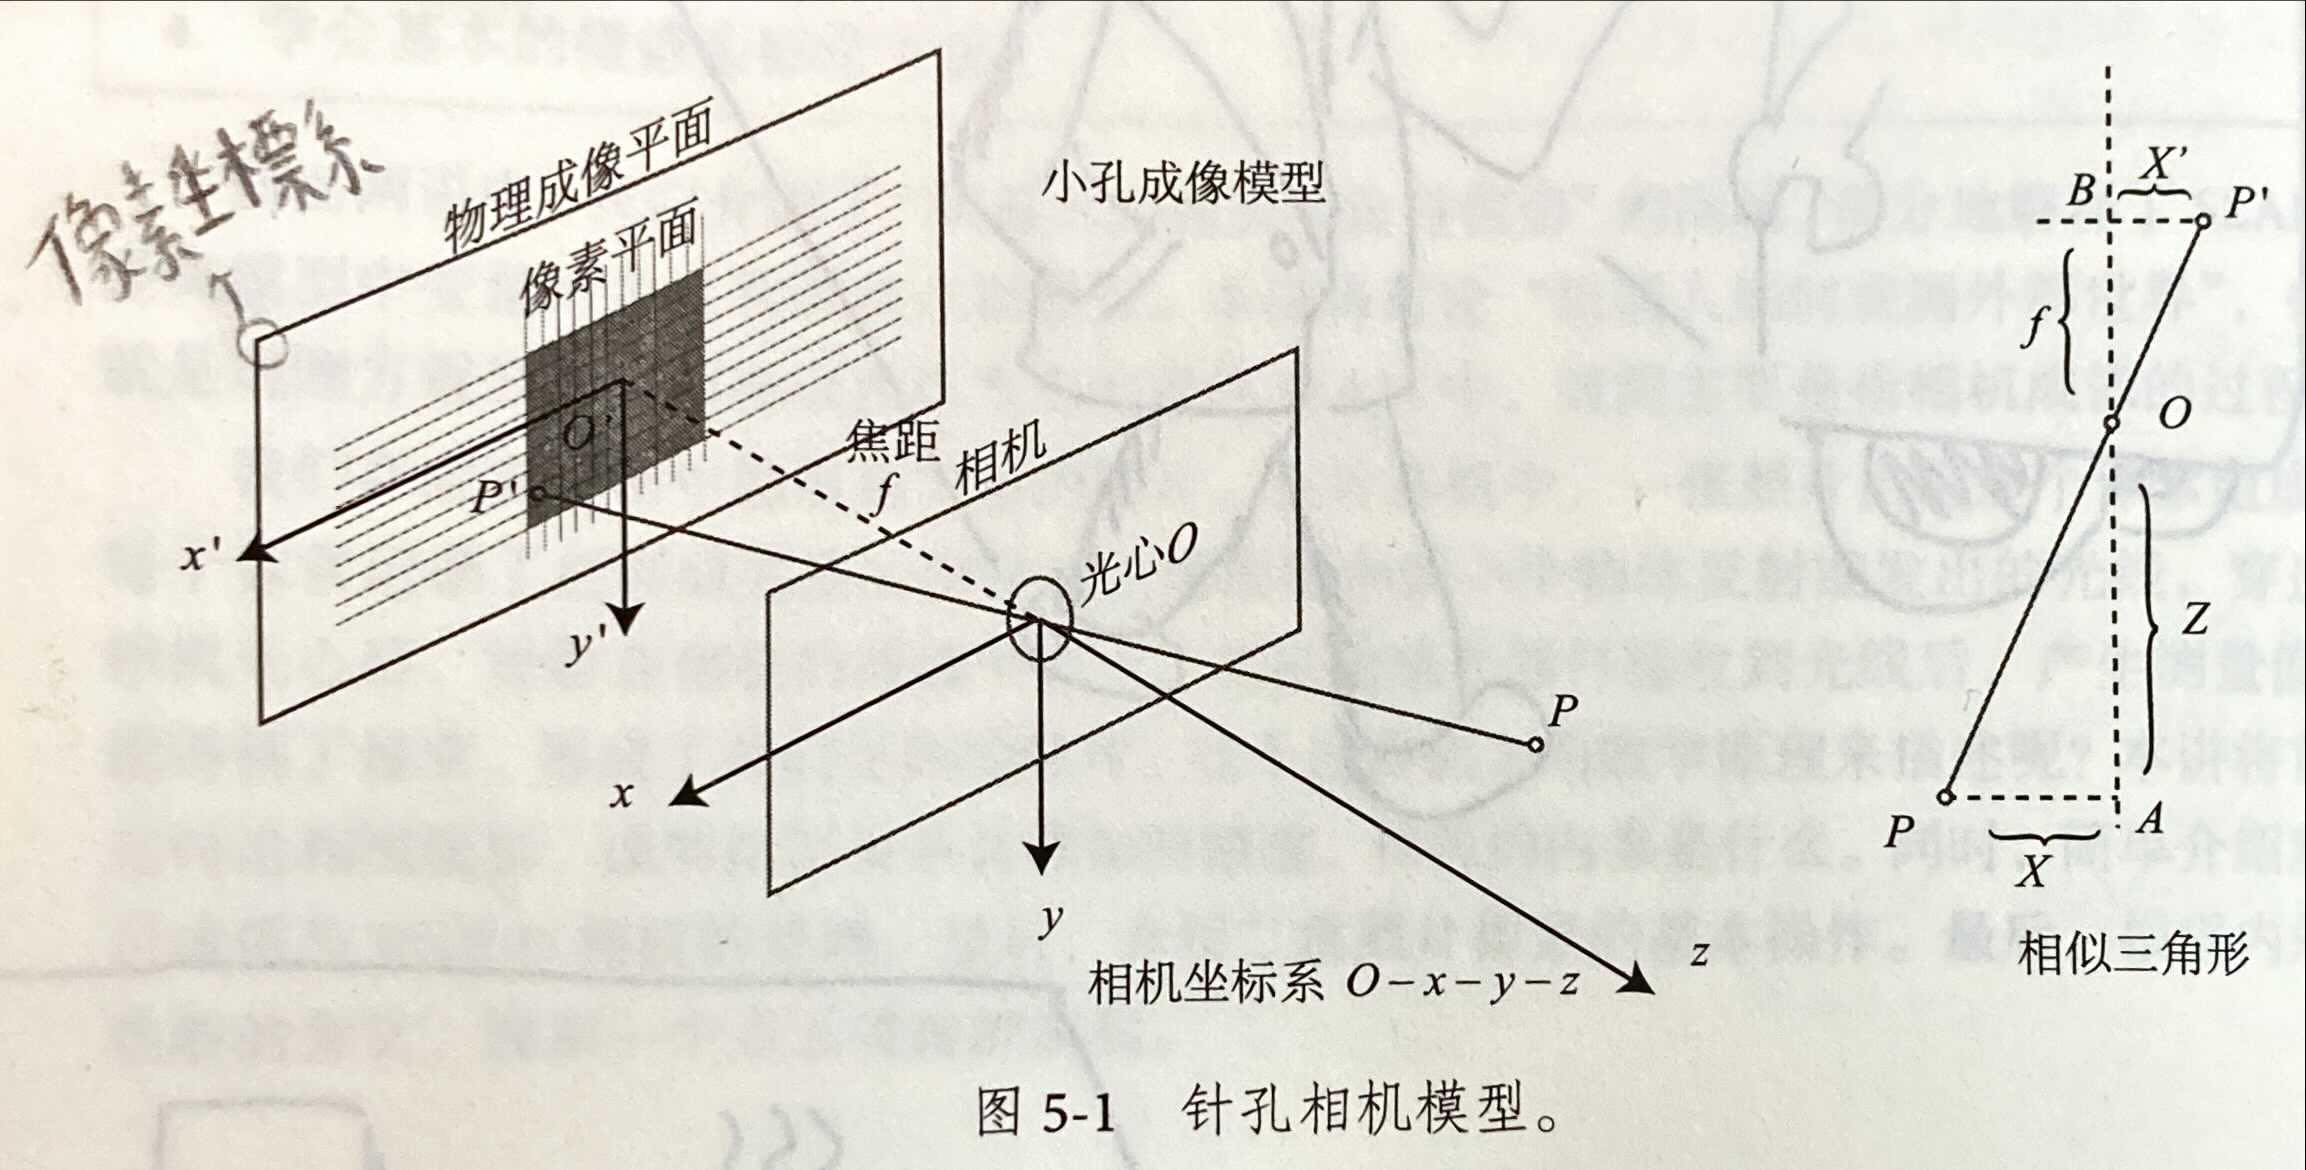 像素坐標系
物理成像平面
像素平面
小孔成像模型
O'
P'
x'
y'
焦距
f
相机
光心O
P
x
y
z
相机坐标系 O-x-y-z
X'
B
P'
f
O
Z
P
A
X
相似三角形
图 5-1 针孔相机模型。